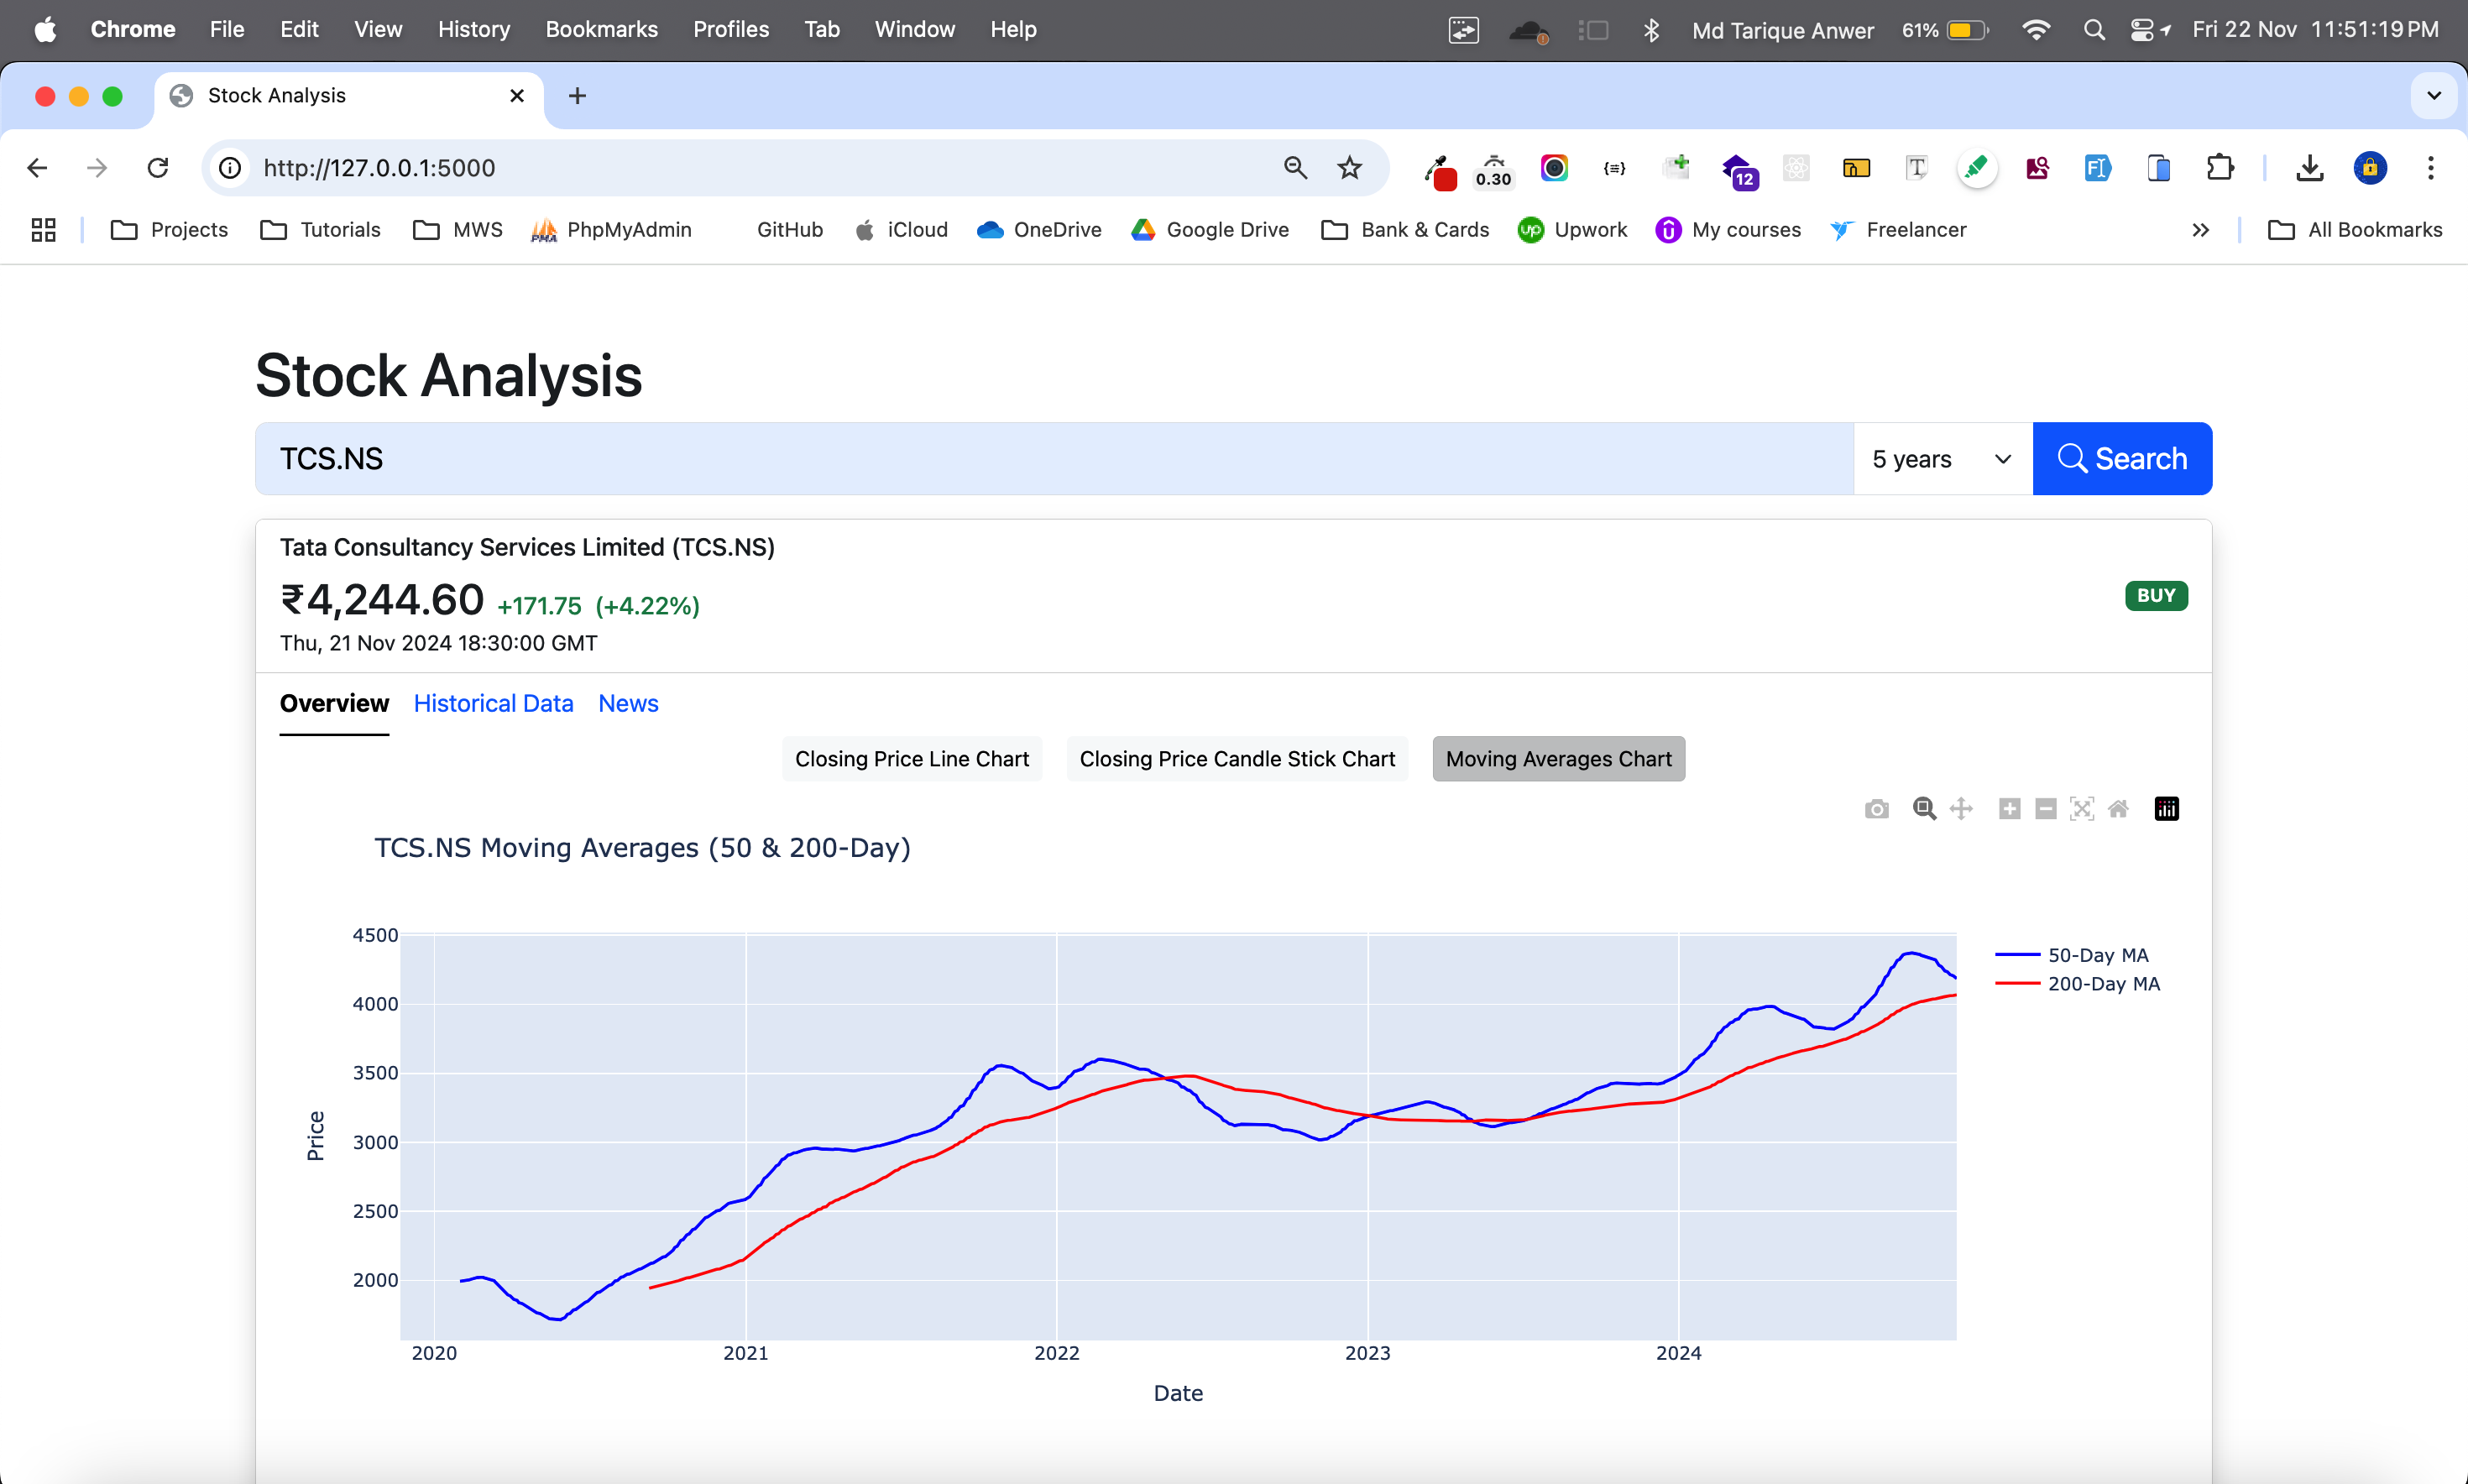 Chrome File Edit View History Bookmarks Profiles Tab Window Help Md Tarique Anwer 61% Fri 22 Nov 11:51:19 PM
Stock Analysis
http://127.0.0.1:5000 0.30 12
Projects Tutorials MWS PhpMyAdmin GitHub iCloud OneDrive Google Drive Bank & Cards Upwork My courses Freelancer All Bookmarks
Stock Analysis
TCS.NS 5 years Search
Tata Consultancy Services Limited (TCS.NS)
₹4,244.60 +171.75 (+4.22%) BUY
Thu, 21 Nov 2024 18:30:00 GMT
Overview Historical Data News
Closing Price Line Chart Closing Price Candle Stick Chart Moving Averages Chart
TCS.NS Moving Averages (50 & 200-Day)
4500
4000
3500
3000
2500
2000
Price
50-Day MA
200-Day MA
2020 2021 2022 2023 2024
Date